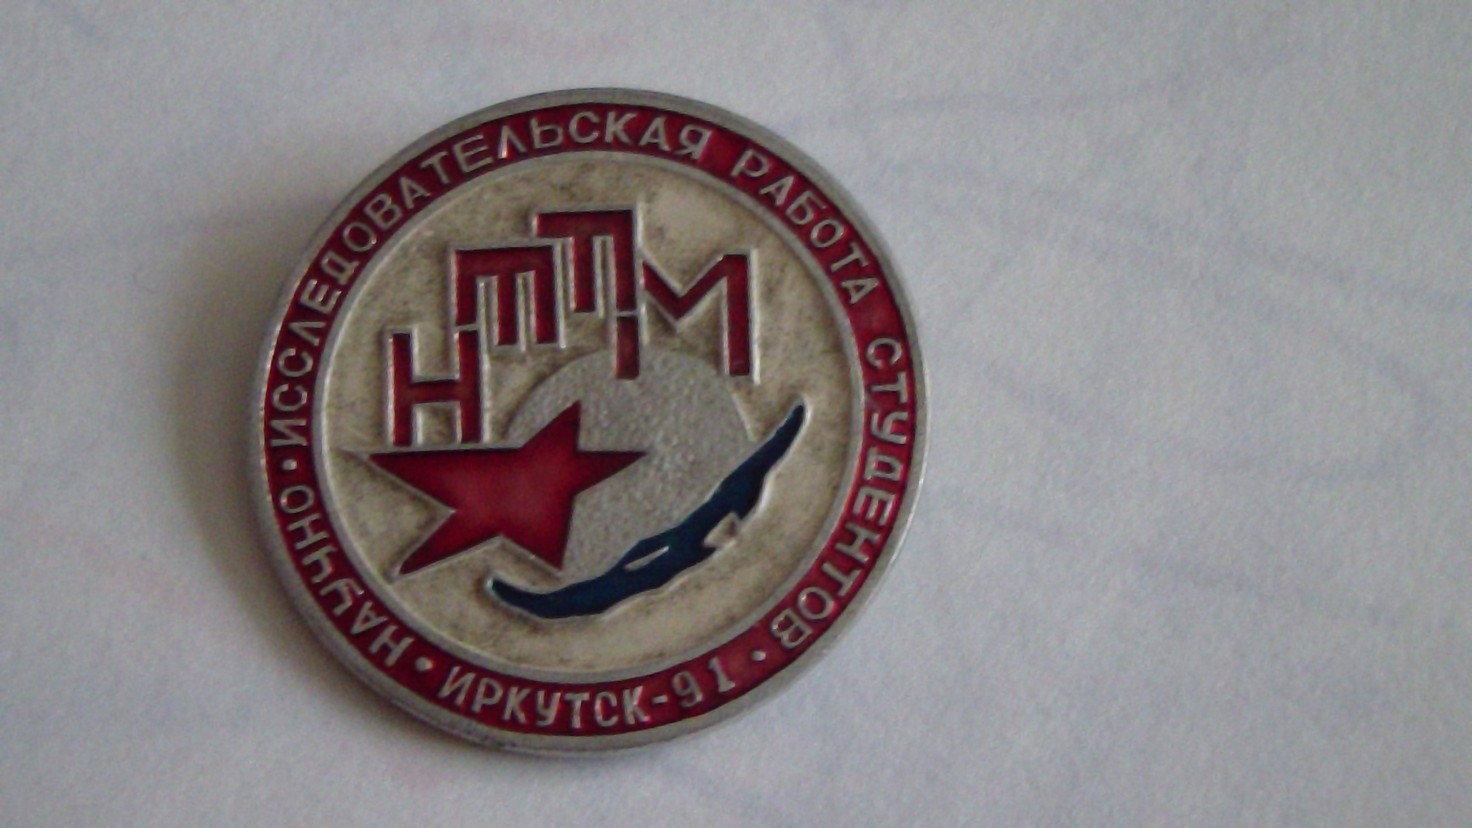 НАУЧНО • ИССЛЕДОВАТЕЛЬСКАЯ РАБОТА СТУДЕНТОВ •
ИРКУТСК-91 •
НТТМ